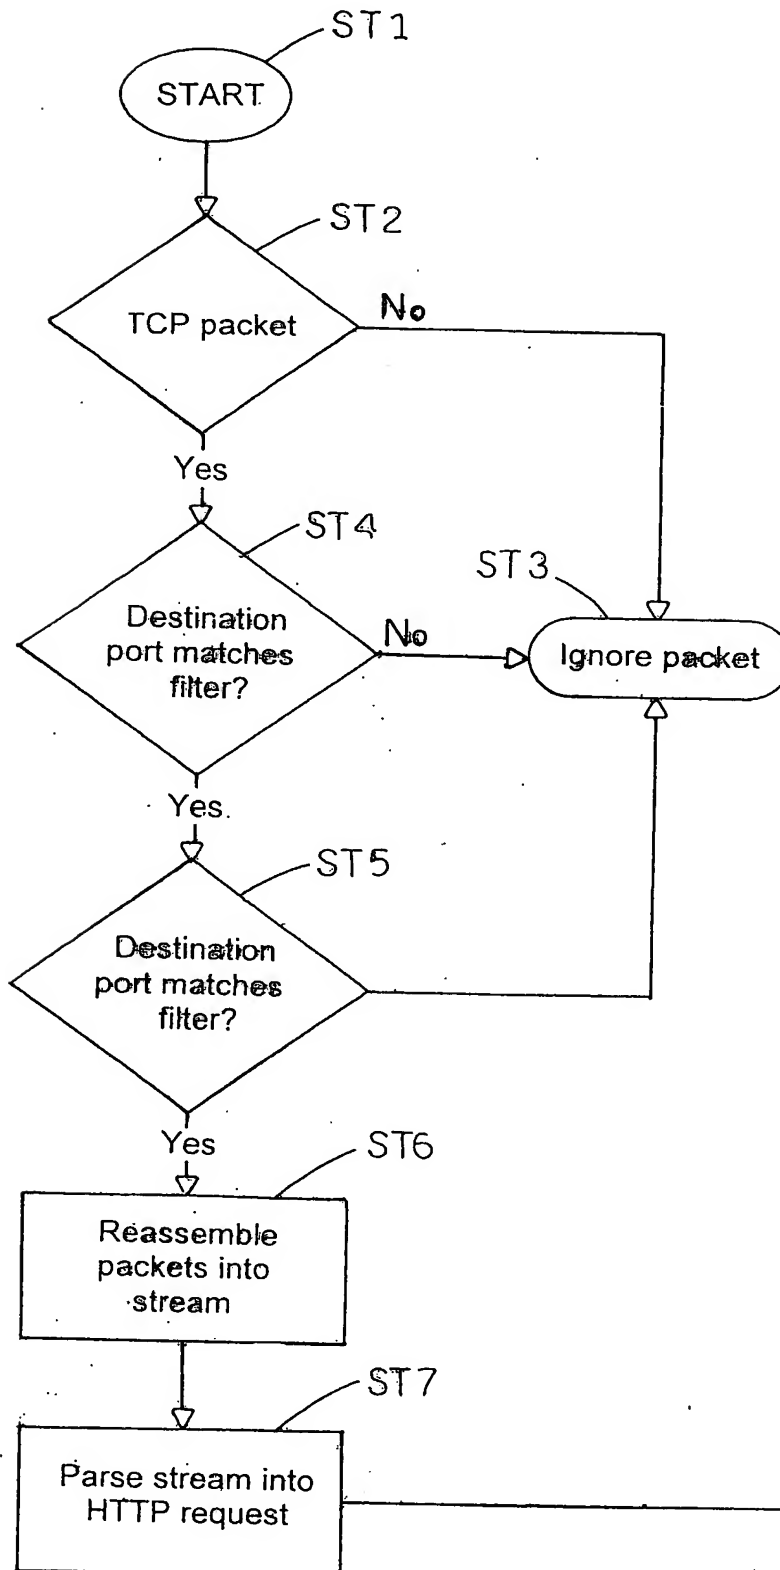 ST1
START
ST2
TCP packet
No
Yes
ST4
Destination
port matches
filter?
No
ST3
Ignore packet
Yes.
ST5
Destination
port matches
filter?
Yes
ST6
Reassemble
packets into
stream
ST7
Parse stream into
HTTP request